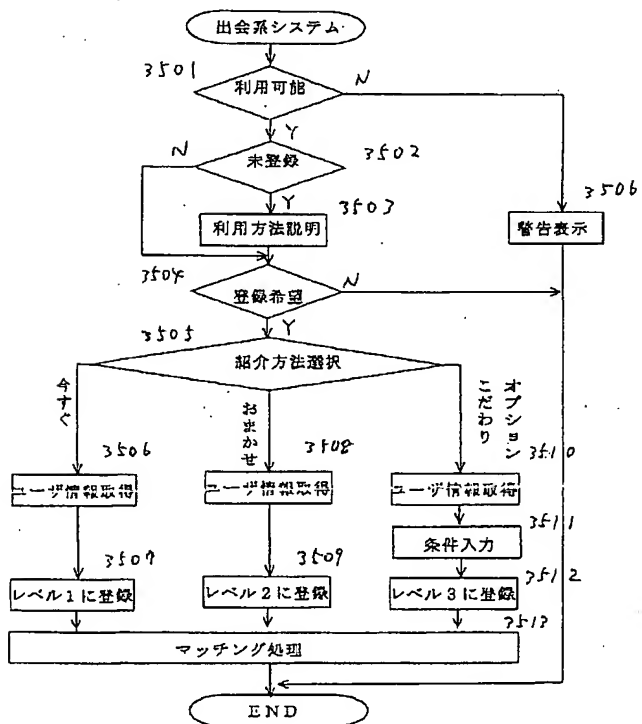 出会系システム
3501
利用可能
N
Y
N
未登録
3502
Y
3503
3506
利用方法説明
警告表示
3504
登録希望
N
3505
Y
紹介方法選択
今すぐ
おまかせ
オプション
こだわり
3506
3508
3510
ユーザ情報取得
ユーザ情報取得
ユーザ情報取得
3511
条件入力
3507
3509
3512
レベル1に登録
レベル2に登録
レベル3に登録
3513
マッチング処理
END